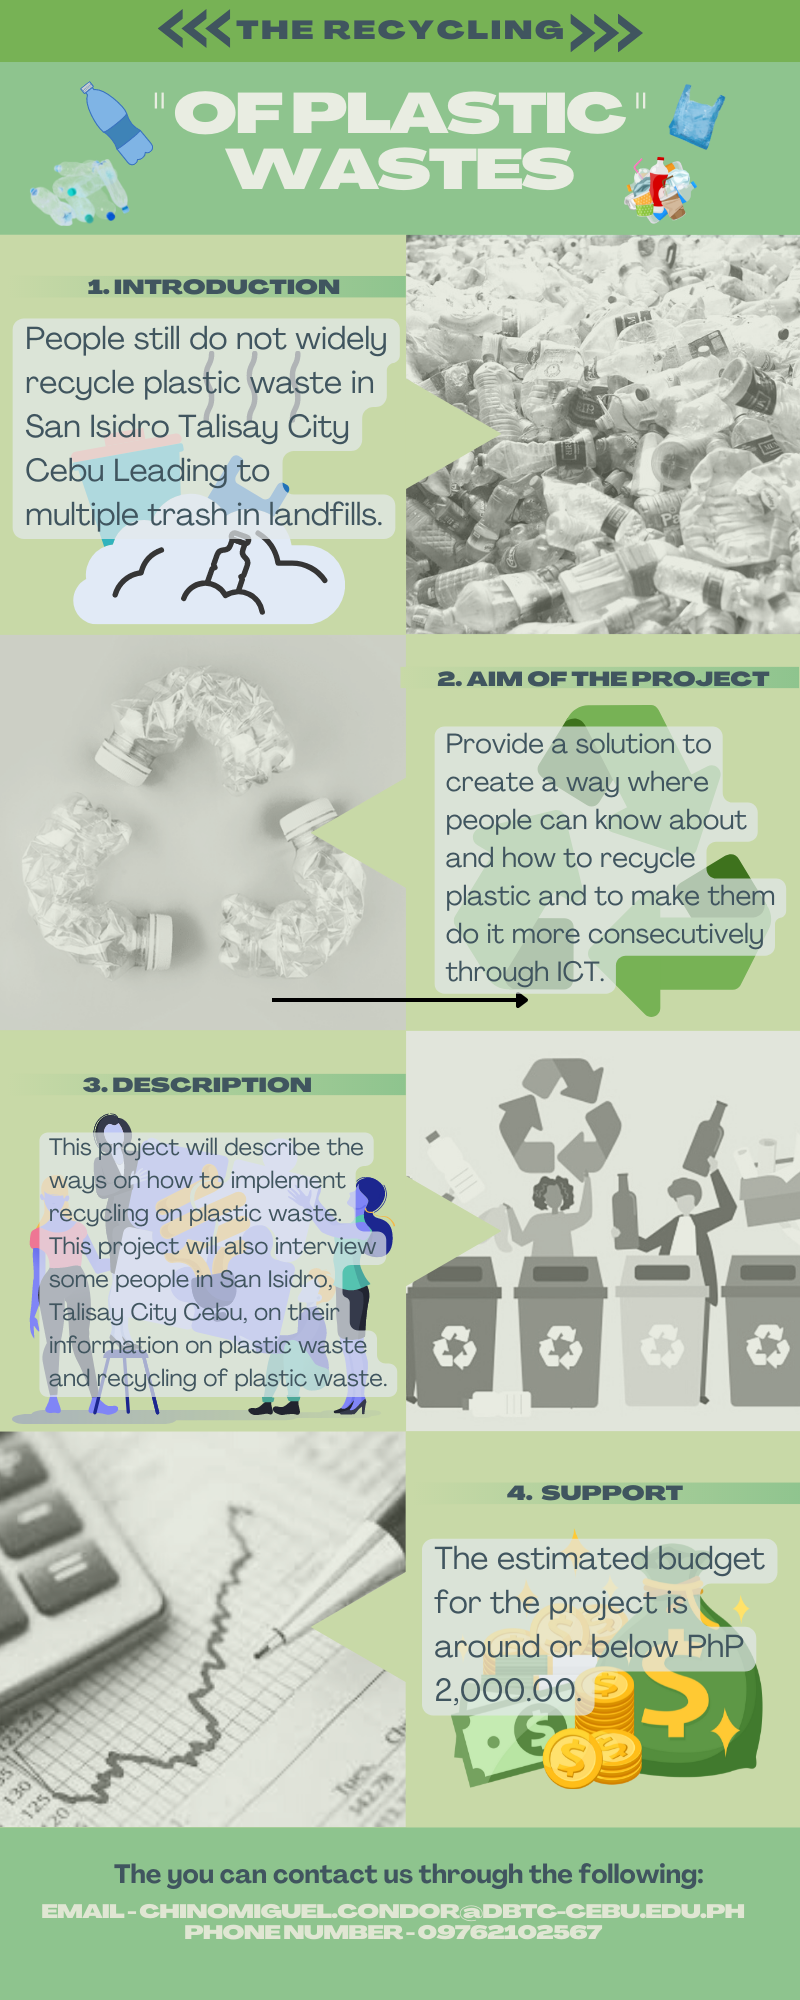 THE RECYCLING
" OF PLASTIC "
WASTES
1. INTRODUCTION
People still do not widely
recycle plastic waste in
San Isidro Talisay City
Cebu Leading to
multiple trash in landfills.
2. AIM OF THE PROJECT
Provide a solution to
create a way where
people can know about
and how to recycle
plastic and to make them
do it more consecutively
through ICT.
3. DESCRIPTION
This project will describe the
ways on how to implement
recycling on plastic waste.
This project will also interview
some people in San Isidro,
Talisay City Cebu, on their
information on plastic waste
and recycling of plastic waste.
4. SUPPORT
The estimated budget
for the project is
around or below PhP
2,000.00.
130
125
120
142.78
The you can contact us through the following:
EMAIL - CHINOMIGUEL.CONDOR@DBTC-CEBU.EDU.PH
PHONE NUMBER - 09762102567